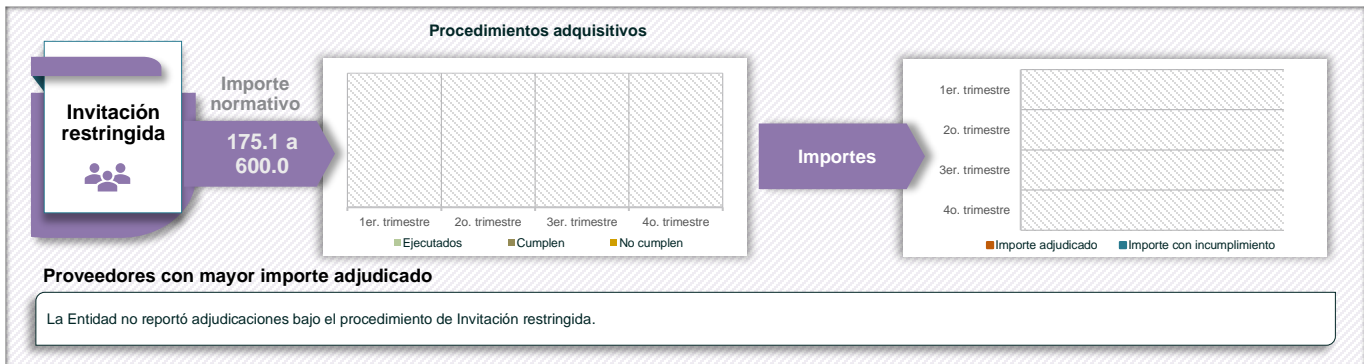 Procedimientos adquisitivos
Invitación
restringida
Importe
normativo
175.1 a
600.0
1er. trimestre
2o. trimestre
3er. trimestre
4o. trimestre
Ejecutados
Cumplen
No cumplen
Importes
1er. trimestre
2o. trimestre
3er. trimestre
4o. trimestre
Importe adjudicado
Importe con incumplimiento
Proveedores con mayor importe adjudicado
La Entidad no reportó adjudicaciones bajo el procedimiento de Invitación restringida.